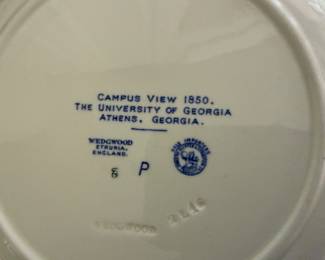 CAMPUS VIEW 1850.
THE UNIVERSITY OF GEORGIA
ATHENS, GEORGIA.
WEDGWOOD
ETRURIA,
ENGLAND.
P
WEDGWOOD